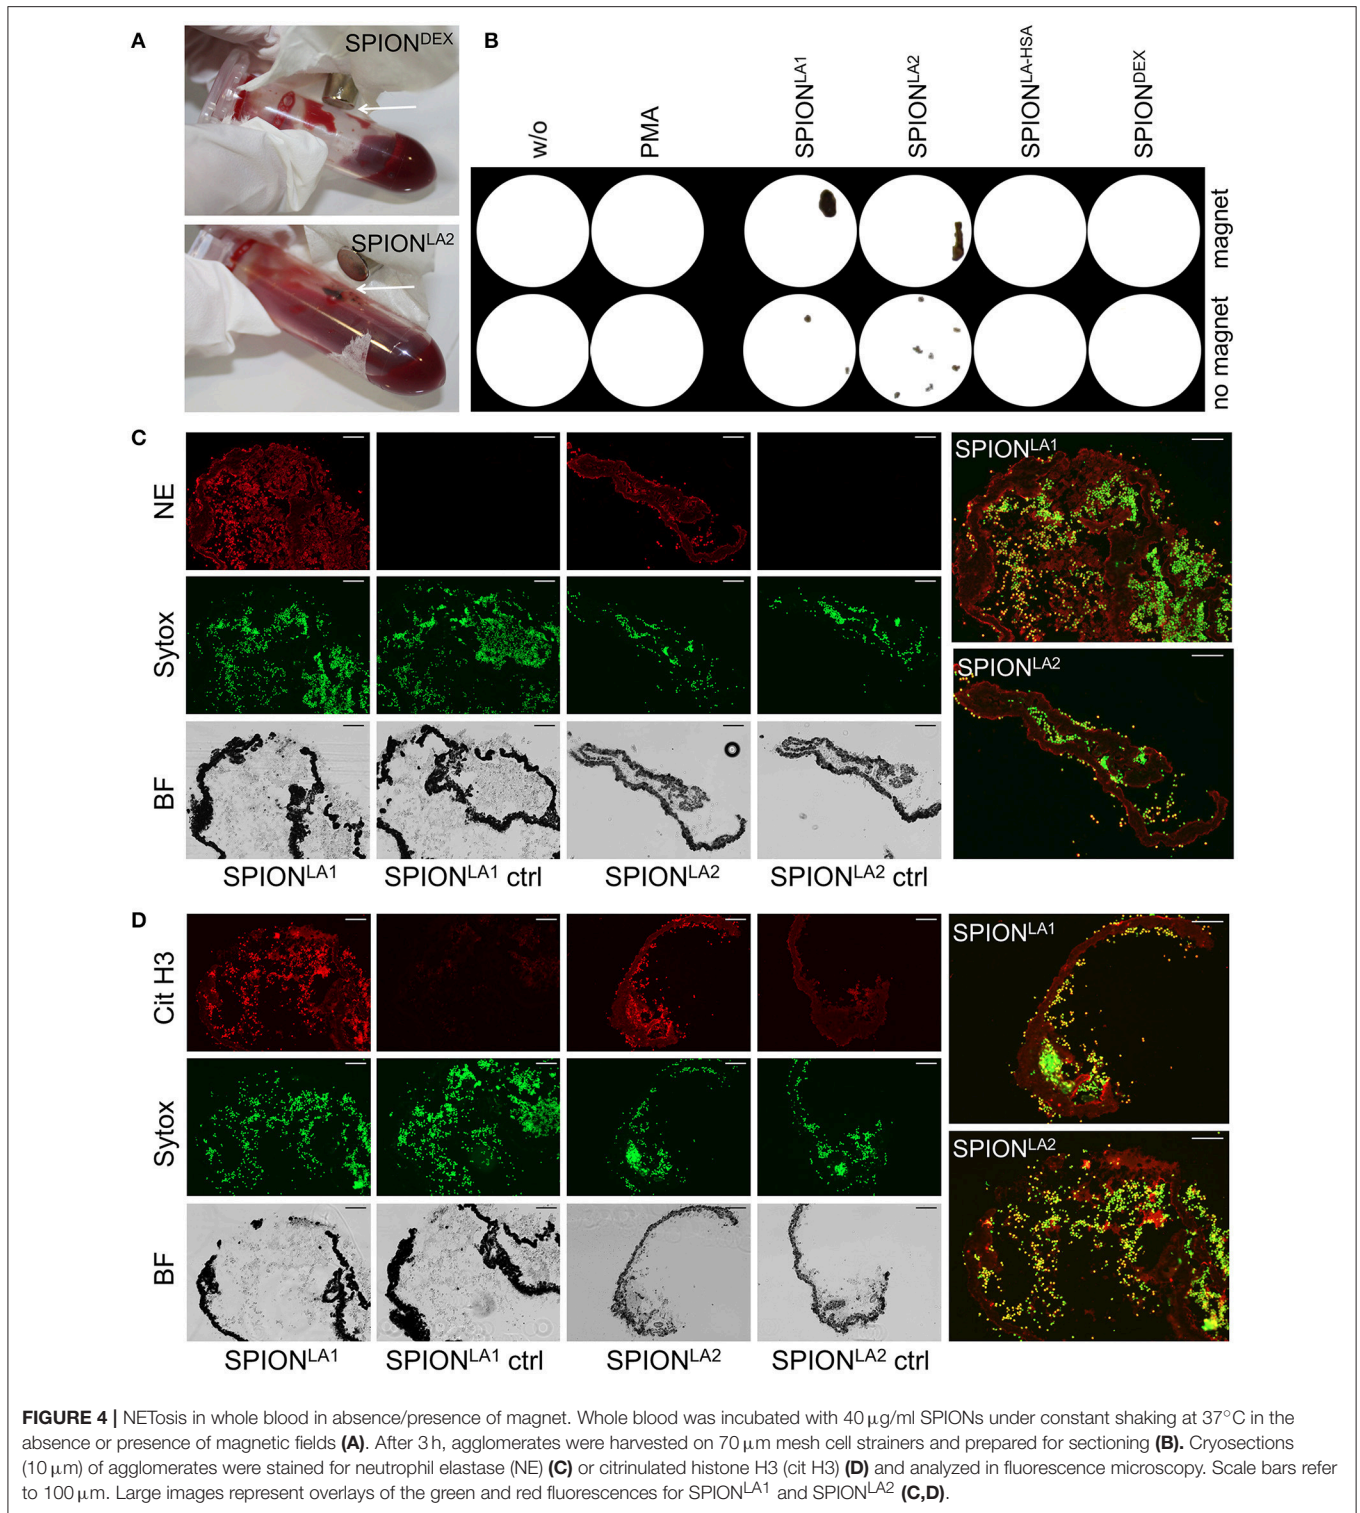 A
SPIONDEX
SPIONLA2
B
w/o
PMA
SPIONLA1
SPIONLA2
SPIONLA-HSA
SPIONDEX
magnet
no magnet
C
NE
Sytox
BF
SPIONLA1
SPIONLA1 ctrl
SPIONLA2
SPIONLA2 ctrl
SPIONLA1
SPIONLA2
D
Cit H3
Sytox
BF
SPIONLA1
SPIONLA1 ctrl
SPIONLA2
SPIONLA2 ctrl
SPIONLA1
SPIONLA2
FIGURE 4 | NETosis in whole blood in absence/presence of magnet. Whole blood was incubated with 40 µg/ml SPIONs under constant shaking at 37°C in the
absence or presence of magnetic fields (A). After 3 h, agglomerates were harvested on 70 µm mesh cell strainers and prepared for sectioning (B). Cryosections
(10 µm) of agglomerates were stained for neutrophil elastase (NE) (C) or citrinulated histone H3 (cit H3) (D) and analyzed in fluorescence microscopy. Scale bars refer
to 100 µm. Large images represent overlays of the green and red fluorescences for SPIONLA1 and SPIONLA2 (C,D).